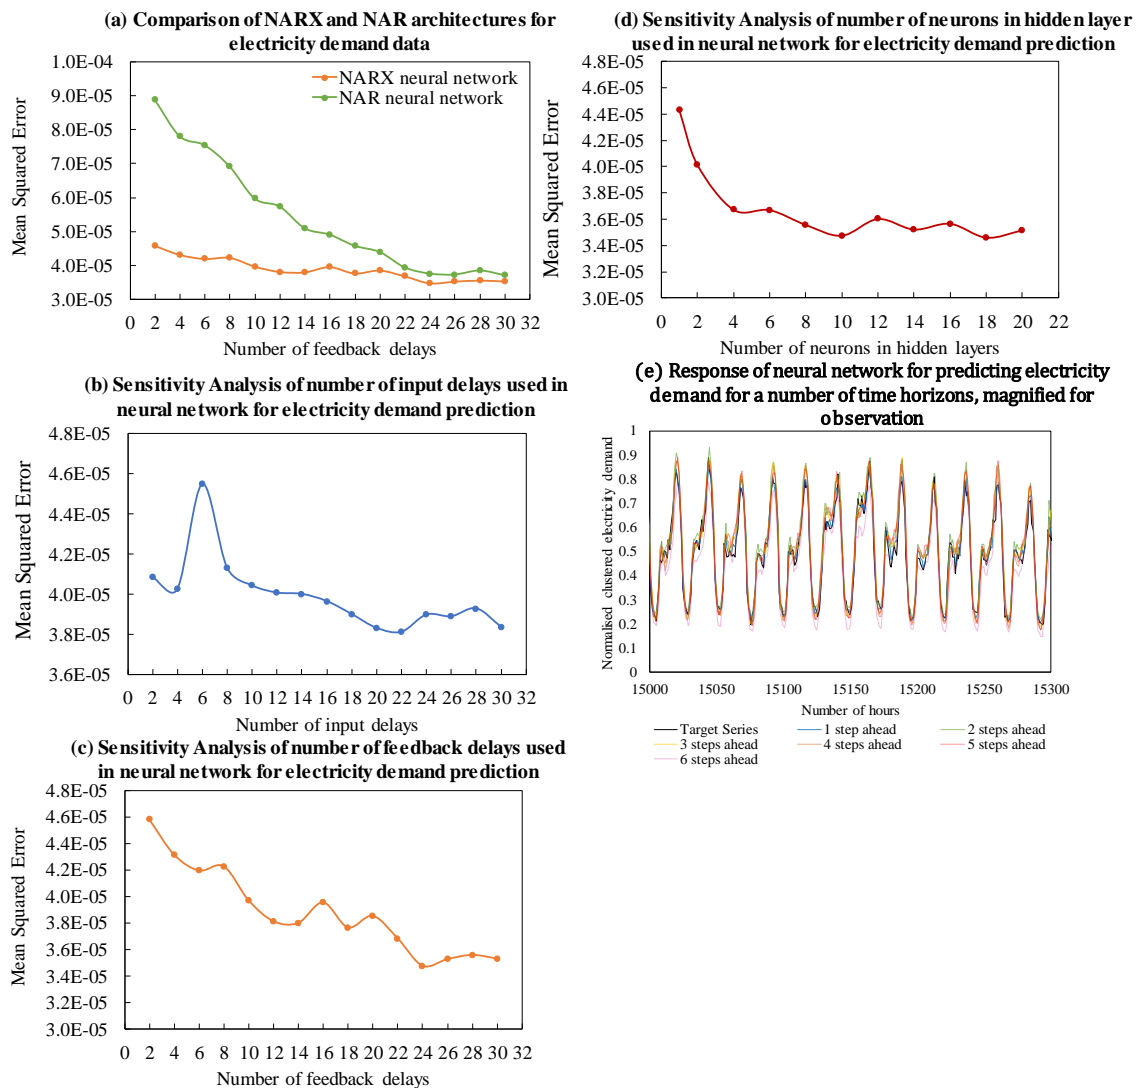 (a) Comparison of NARX and NAR architectures for
electricity demand data
1.0E-04
9.0E-05
8.0E-05
7.0E-05
6.0E-05
5.0E-05
4.0E-05
3.0E-05
Mean Squared Error
NARX neural network
NAR neural network
0 2 4 6 8 10 12 14 16 18 20 22 24 26 28 30 32
Number of feedback delays
(b) Sensitivity Analysis of number of input delays used in
neural network for electricity demand prediction
4.8E-05
4.6E-05
4.4E-05
4.2E-05
4.0E-05
3.8E-05
3.6E-05
Mean Squared Error
0 2 4 6 8 10 12 14 16 18 20 22 24 26 28 30 32
Number of input delays
(c) Sensitivity Analysis of number of feedback delays used
in neural network for electricity demand prediction
4.8E-05
4.6E-05
4.4E-05
4.2E-05
4.0E-05
3.8E-05
3.6E-05
3.4E-05
3.2E-05
3.0E-05
Mean Squared Error
0 2 4 6 8 10 12 14 16 18 20 22 24 26 28 30 32
Number of feedback delays
(d) Sensitivity Analysis of number of neurons in hidden layer
used in neural network for electricity demand prediction
4.8E-05
4.6E-05
4.4E-05
4.2E-05
4.0E-05
3.8E-05
3.6E-05
3.4E-05
3.2E-05
3.0E-05
Mean Squared Error
0 2 4 6 8 10 12 14 16 18 20 22
Number of neurons in hidden layers
(e) Response of neural network for predicting electricity
demand for a number of time horizons, magnified for
observation
1
0.9
0.8
0.7
0.6
0.5
0.4
0.3
0.2
0.1
0
Normalised clustered electricity demand
15000 15050 15100 15150 15200 15250 15300
Number of hours
Target Series 1 step ahead 2 steps ahead
3 steps ahead 4 steps ahead 5 steps ahead
6 steps ahead